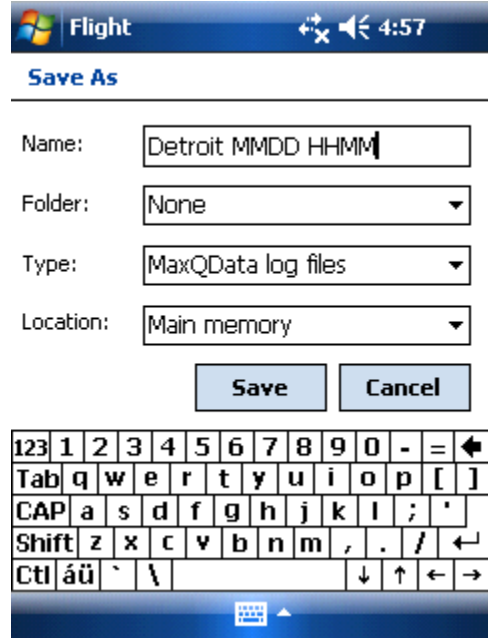 Flight 4:57
Save As
Name: Detroit MMDD HHMM
Folder: None
Type: MaxQData log files
Location: Main memory
Save Cancel
123 1 2 3 4 5 6 7 8 9 0 - =
Tab q w e r t y u i o p [ ]
CAP a s d f g h j k l ; '
Shift z x c v b n m , . /
Ctl áü ` \